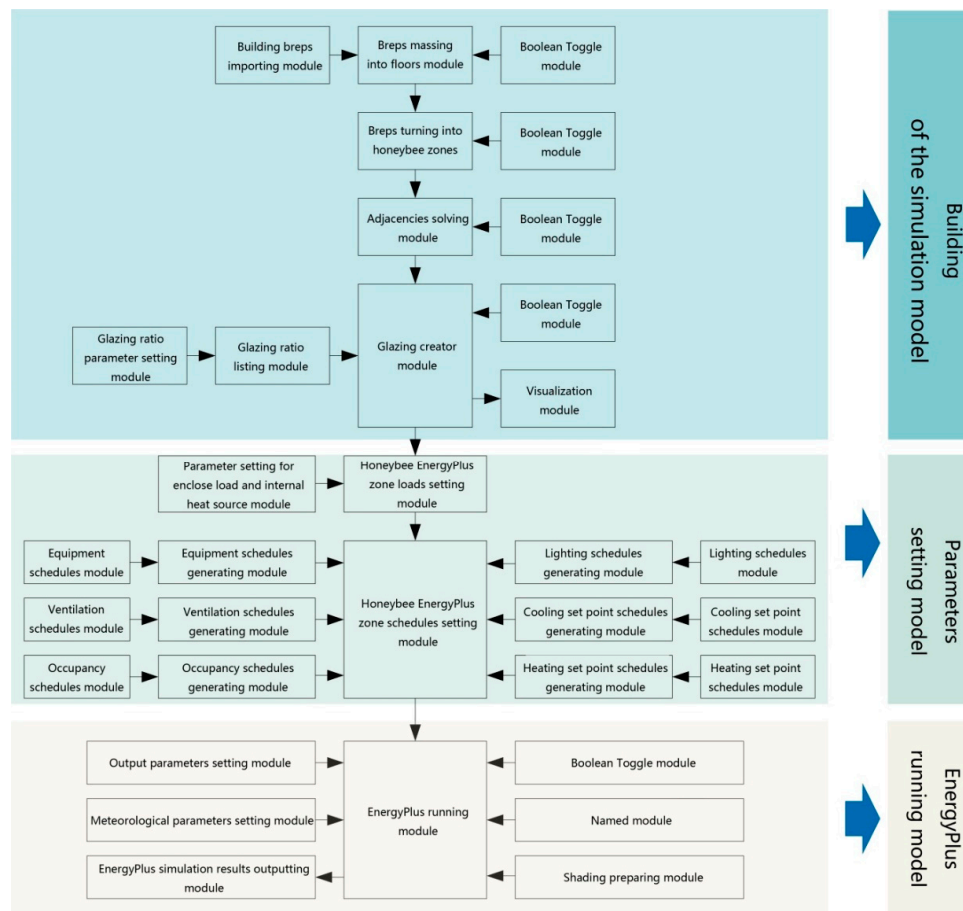 Building breps
importing module
Breps massing
into floors module
Boolean Toggle
module
Breps turning into
honeybee zones
Boolean Toggle
module
Adjacencies solving
module
Boolean Toggle
module
Boolean Toggle
module
Glazing ratio
parameter setting
module
Glazing ratio
listing module
Glazing creator
module
Visualization
module
Building
of the simulation model
Parameter setting for
enclose load and internal
heat source module
Honeybee EnergyPlus
zone loads setting
module
Equipment
schedules module
Equipment schedules
generating module
Lighting schedules
generating module
Lighting schedules
module
Ventilation
schedules module
Ventilation schedules
generating module
Honeybee EnergyPlus
zone schedules setting
module
Cooling set point schedules
generating module
Cooling set point
schedules module
Occupancy
schedules module
Occupancy schedules
generating module
Heating set point schedules
generating module
Heating set point
schedules module
Parameters
setting model
Output parameters setting module
Boolean Toggle module
Meteorological parameters setting module
EnergyPlus running
module
Named module
EnergyPlus simulation results outputting
module
Shading preparing module
EnergyPlus
running model